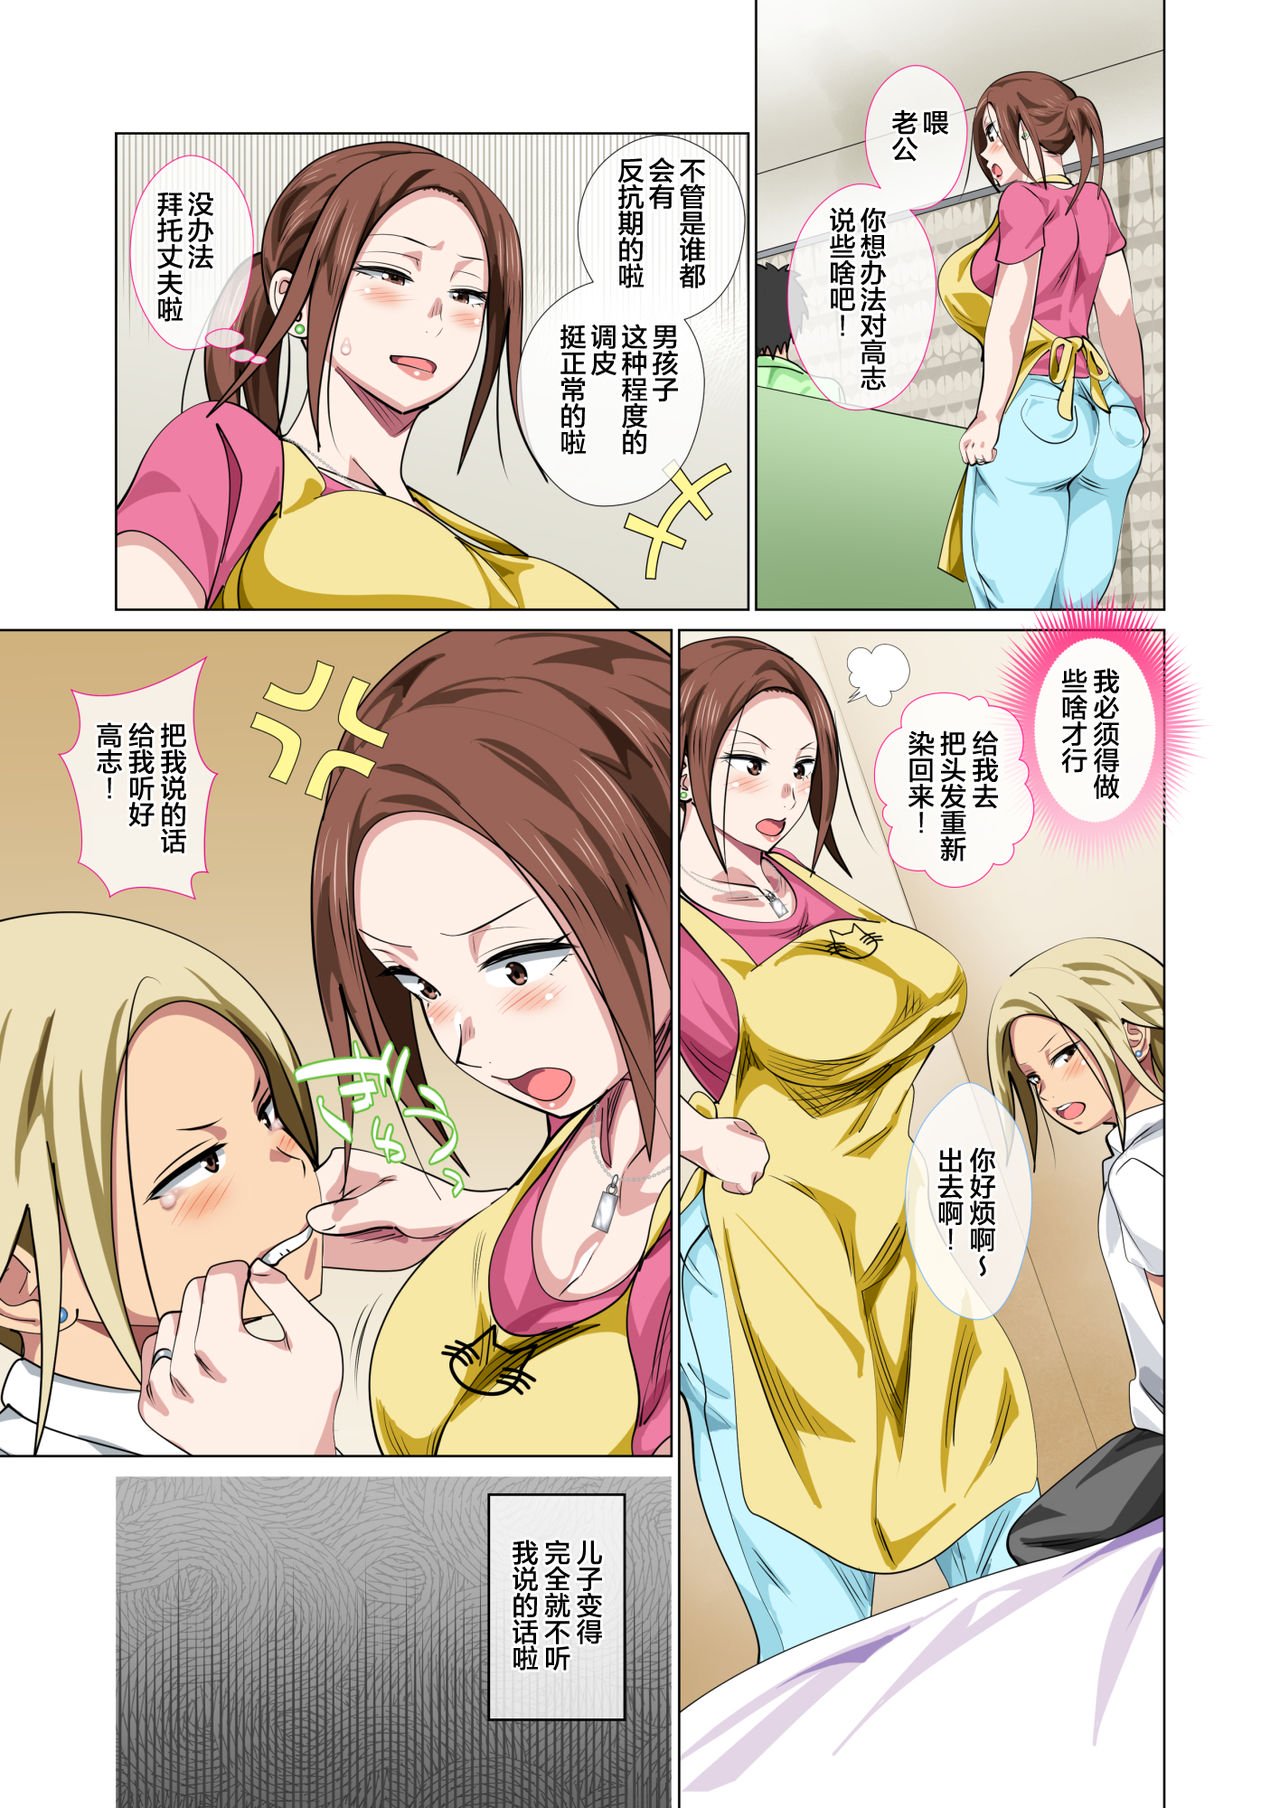 喂
老公
你想办法对高志
说些啥吧！
不管是谁都
会有
反抗期的啦
男孩子
这种程度的
调皮
挺正常的啦
没办法
拜托丈夫啦
我必须得做
些啥才行
给我去
把头发重新
染回来！
你好烦啊～
出去啊！
把我说的话
给我听好
高志！
ぎゅぅっ
儿子变得
完全就不听
我说的话啦